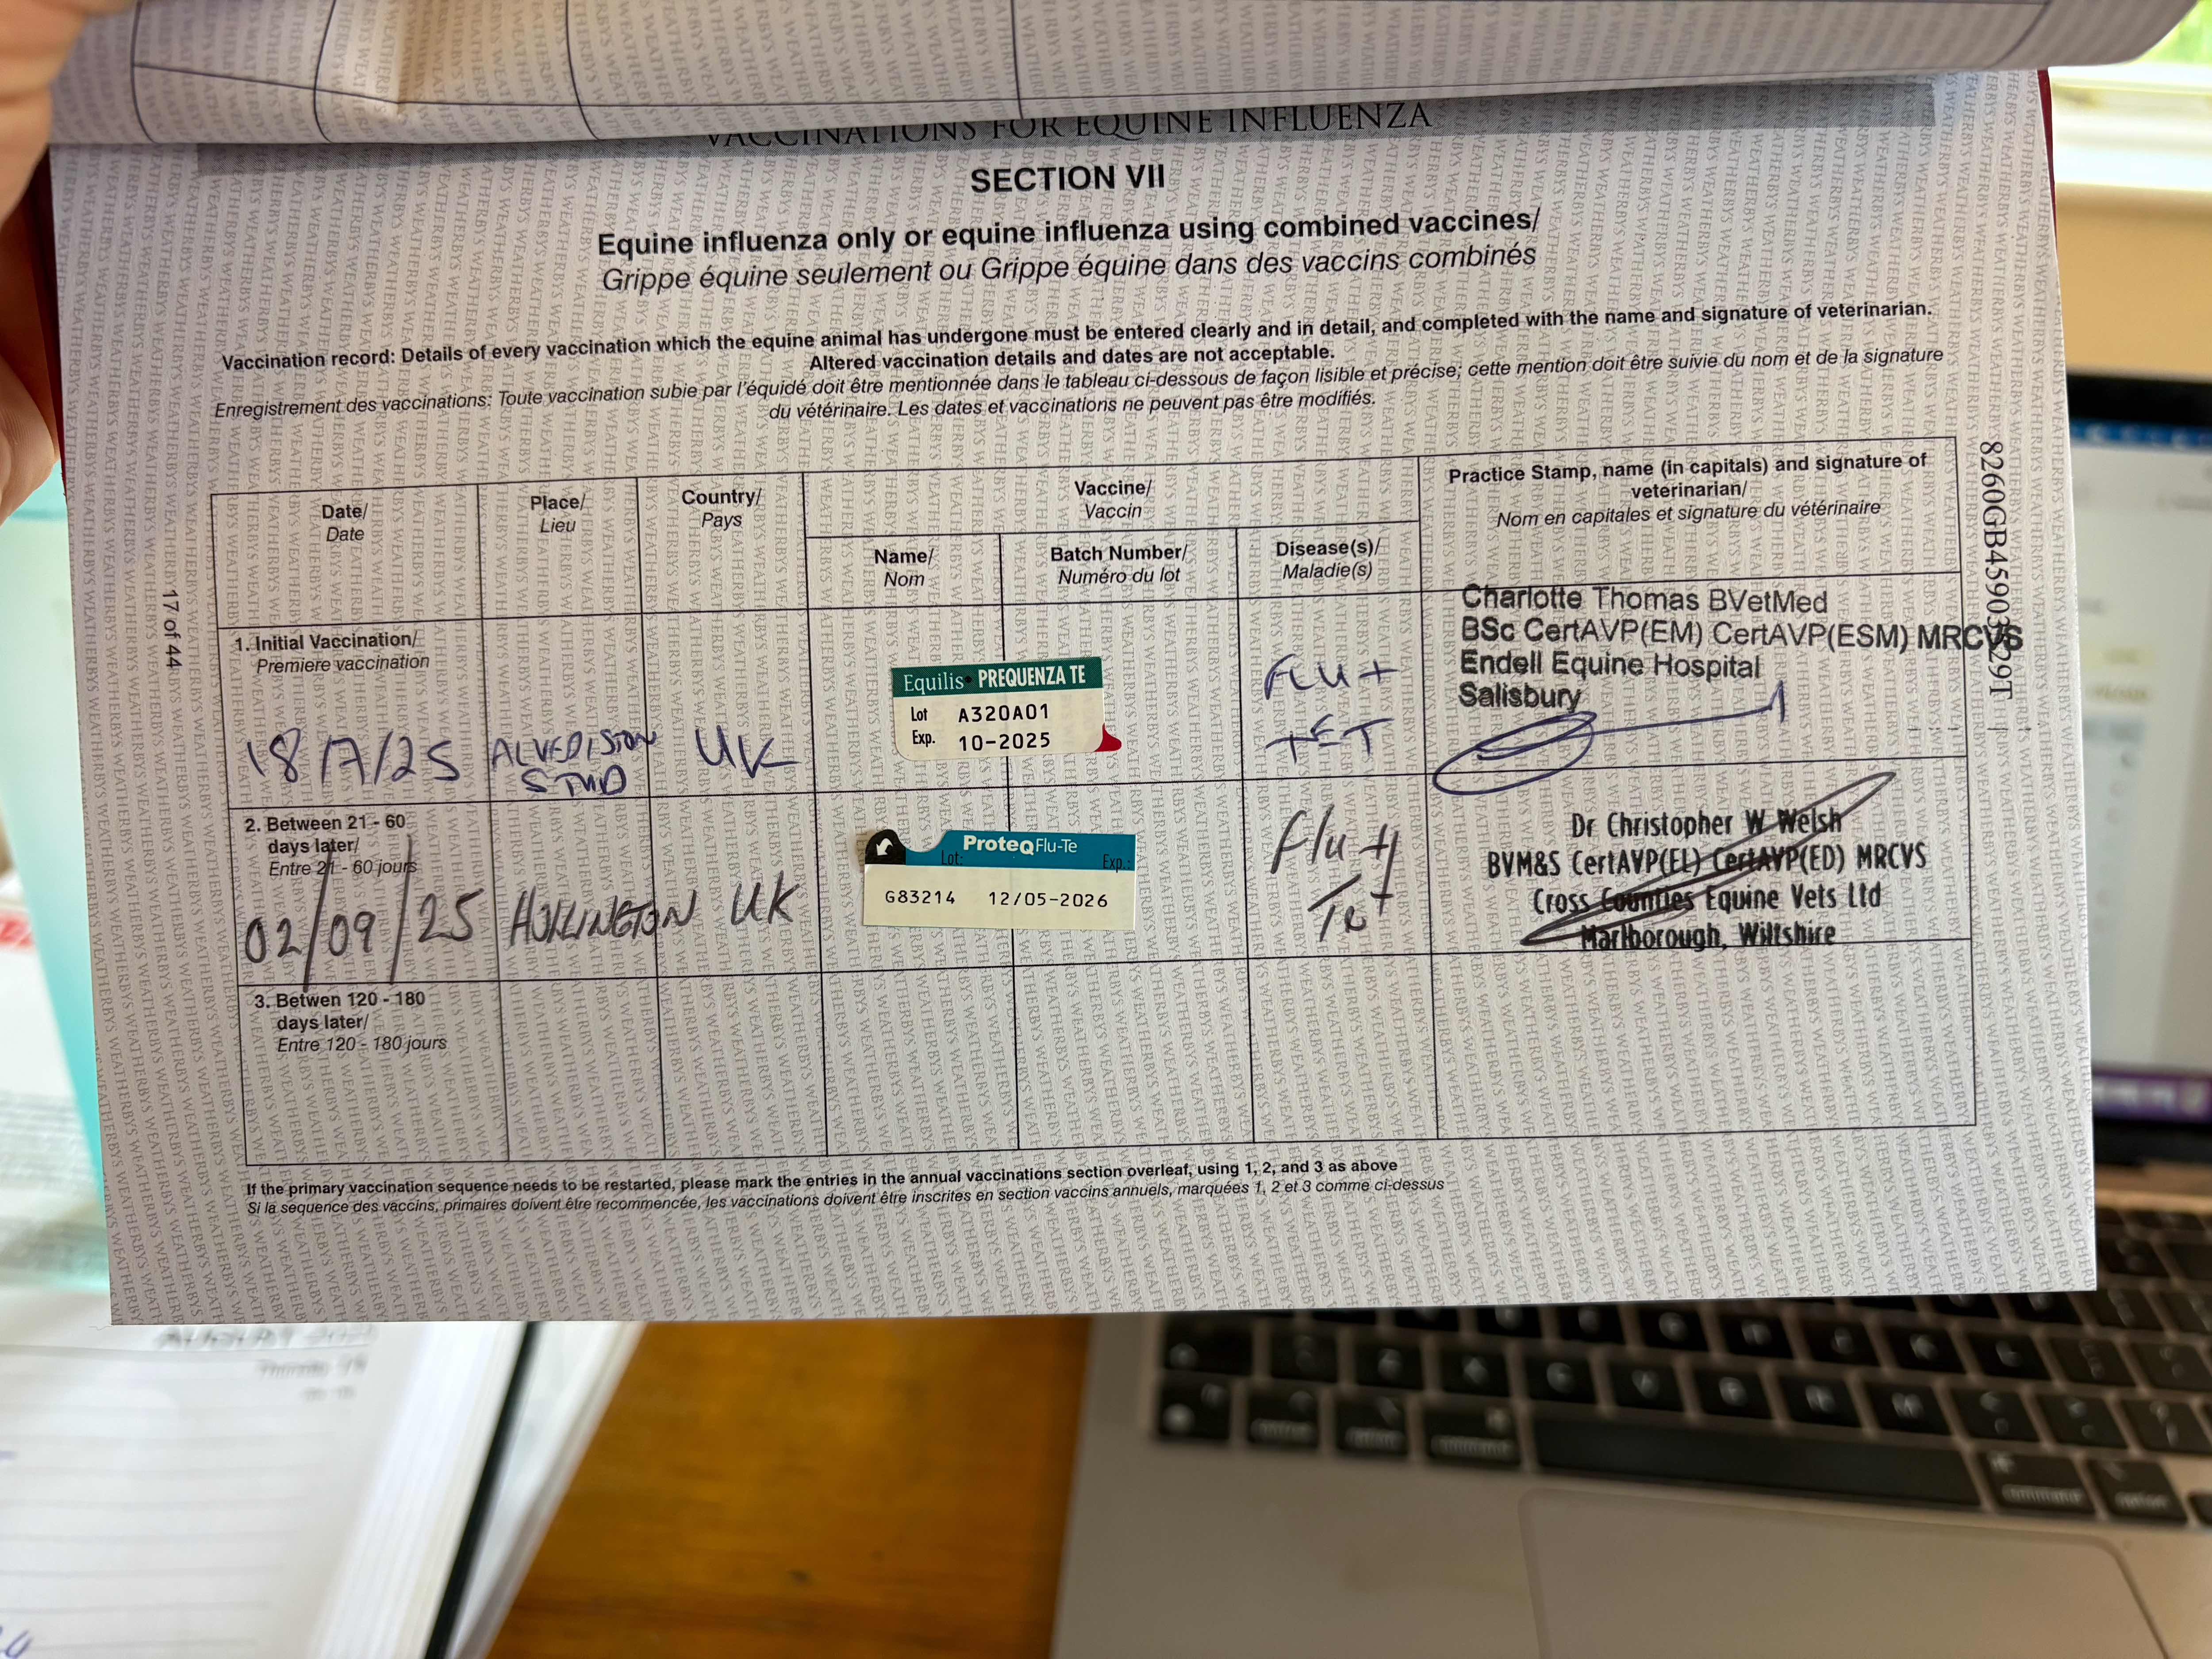 VACCINATIONS FOR EQUINE INFLUENZA
SECTION VII
Equine influenza only or equine influenza using combined vaccines/
Grippe équine seulement ou Grippe équine dans des vaccins combinés
Vaccination record: Details of every vaccination which the equine animal has undergone must be entered clearly and in detail, and completed with the name and signature of veterinarian.
Altered vaccination details and dates are not acceptable.
Enregistrement des vaccinations: Toute vaccination subie par l'équidé doit être mentionnée dans le tableau ci-dessous de façon lisible et précise; cette mention doit être suivie du nom et de la signature
du vétérinaire. Les dates et vaccinations ne peuvent pas être modifiés.
Date/
Date
Place/
Lieu
Country/
Pays
Vaccine/
Vaccin
Name/
Nom
Batch Number/
Numéro du lot
Disease(s)/
Maladie(s)
Practice Stamp, name (in capitals) and signature of
veterinarian/
Nom en capitales et signature du vétérinaire
1. Initial Vaccination/
Premiere vaccination
18/7/25
ALVEDISTON
STUD
UK
Equilis PREQUENZA TE
Lot A320A01
Exp. 10-2025
FLU +
TET
Charlotte Thomas BVetMed
BSc CertAVP(EM) CertAVP(ESM) MRCVS
Endell Equine Hospital
Salisbury
2. Between 21 - 60
days later/
Entre 21 - 60 jours
02/09/25
UK
ProteqFlu-Te
Lot: Exp.:
G83214 12/05-2026
Flu +
Tet
Dr Christopher W Welsh
BVM&S CertAVP(EL) CertAVP(ED) MRCVS
Cross Counties Equine Vets Ltd
Marlborough, Wiltshire
3. Betwen 120 - 180
days later/
Entre 120 - 180 jours
If the primary vaccination sequence needs to be restarted, please mark the entries in the annual vaccinations section overleaf, using 1, 2, and 3 as above
Si la sequence des vaccins, primaires doivent être recommencée, les vaccinations doivent être inscrites en section vaccins annuels, marquées 1, 2 et 3 comme ci-dessus
17 of 44
WEATHERBYS